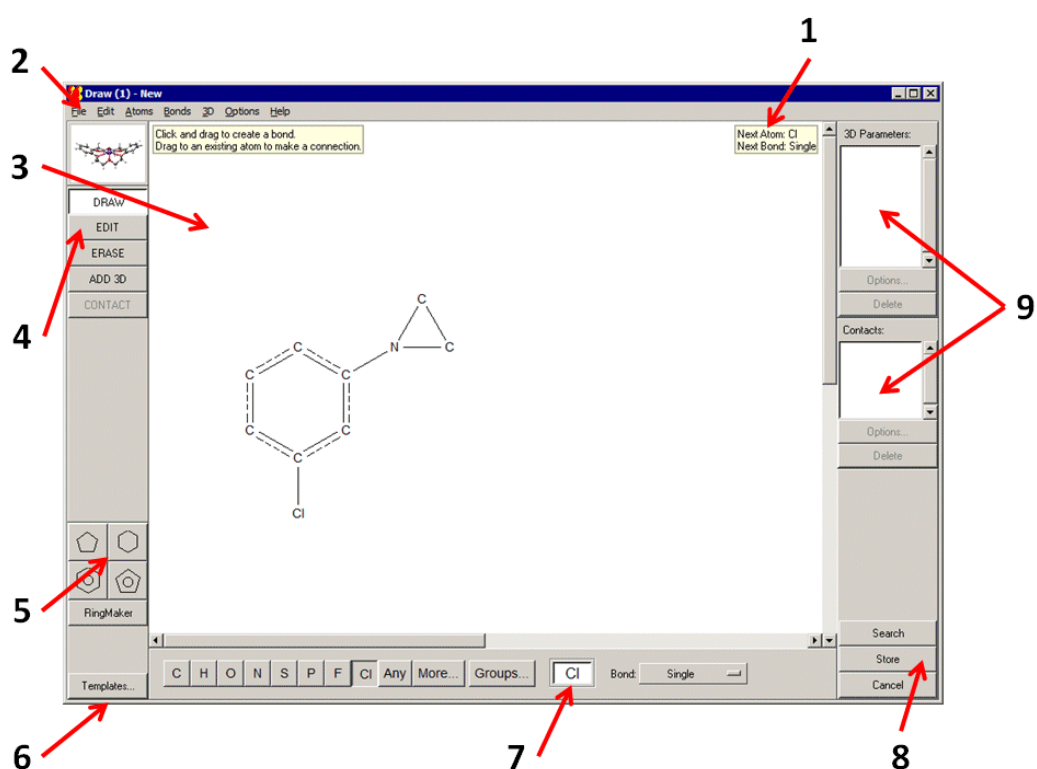 1
2
Draw (1) - New
File Edit Atoms Bonds 3D Options Help
Click and drag to create a bond.
Drag to an existing atom to make a connection.
Next Atom: Cl
Next Bond: Single
3D Parameters:
3
DRAW
EDIT
ERASE
ADD 3D
CONTACT
4
Options...
Delete
9
Contacts:
C
N C
C
C C
C C
C
Cl
Options...
Delete
5
RingMaker
Search
Store
Cancel
C H O N S P F Cl Any More... Groups... Cl Bond: Single
Templates...
6
7
8